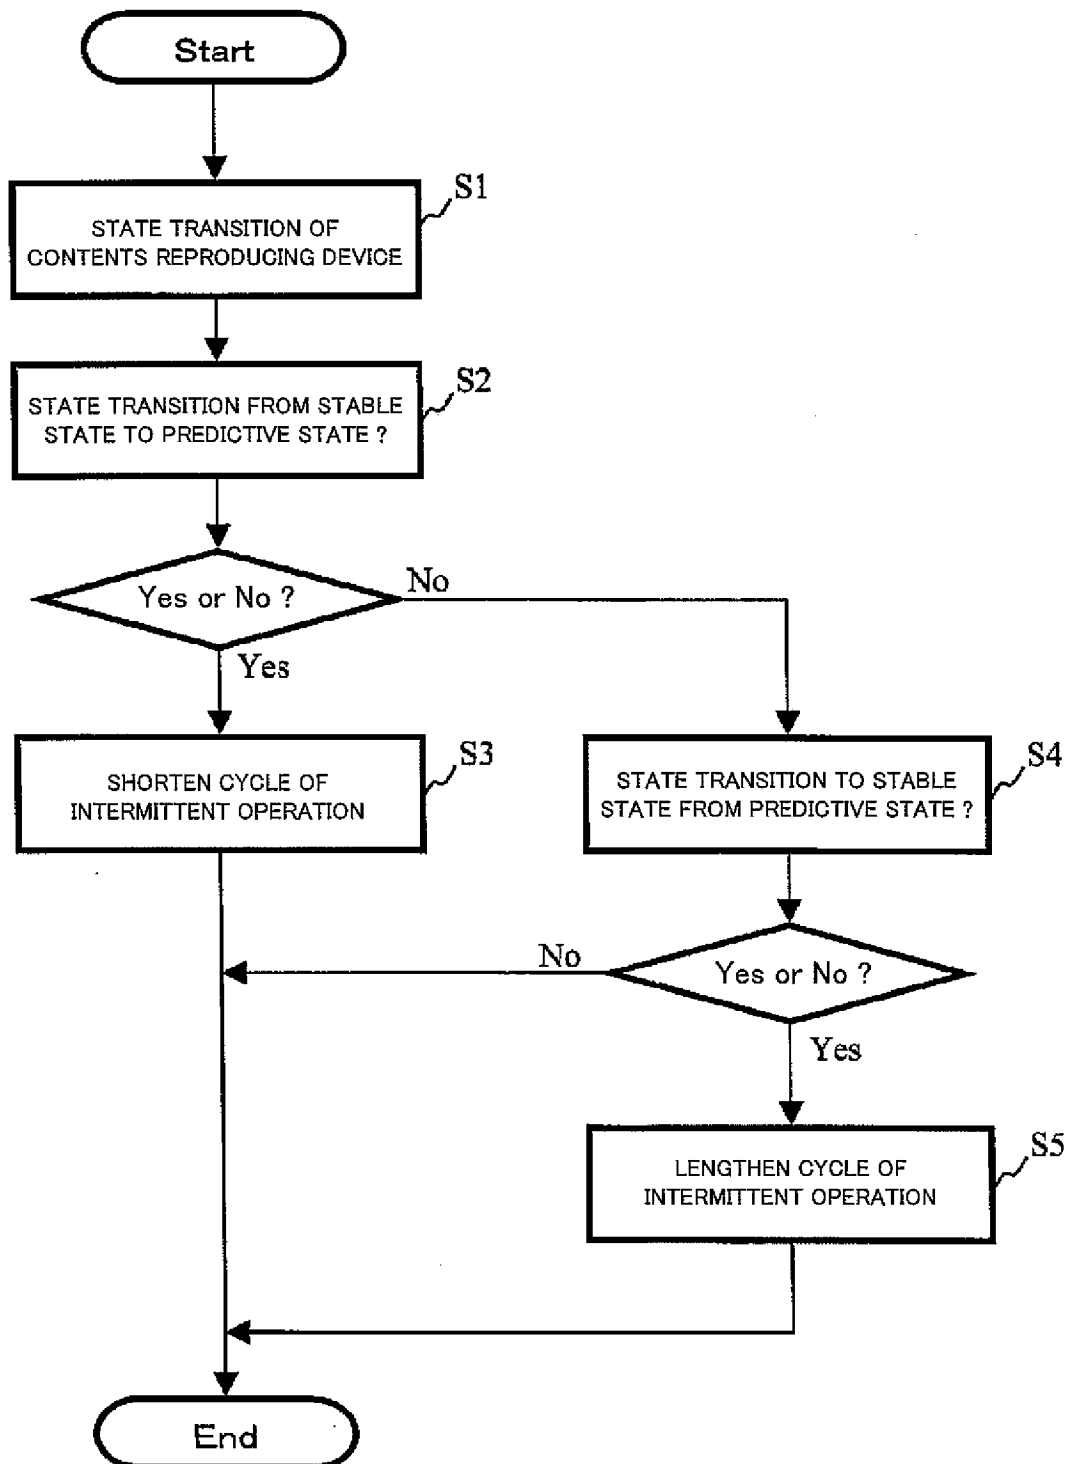 Start
S1
STATE TRANSITION OF
CONTENTS REPRODUCING DEVICE
S2
STATE TRANSITION FROM STABLE
STATE TO PREDICTIVE STATE ?
Yes or No ?
No
Yes
S3
SHORTEN CYCLE OF
INTERMITTENT OPERATION
S4
STATE TRANSITION TO STABLE
STATE FROM PREDICTIVE STATE ?
No
Yes or No ?
Yes
S5
LENGTHEN CYCLE OF
INTERMITTENT OPERATION
End